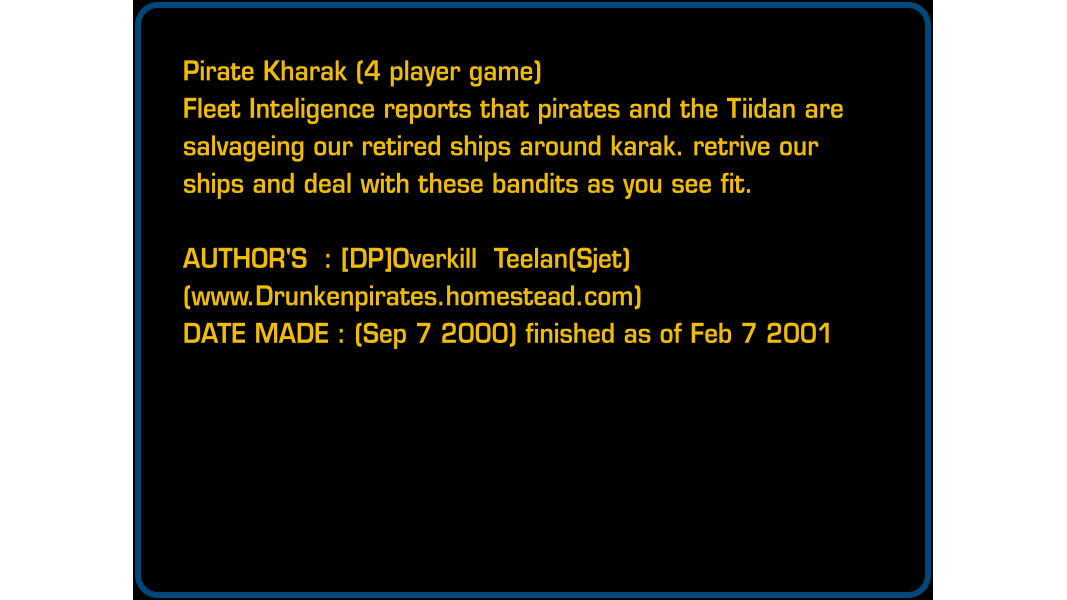 Pirate Kharak (4 player game)
Fleet Inteligence reports that pirates and the Tiidan are
salvageing our retired ships around karak. retrive our
ships and deal with these bandits as you see fit.
AUTHOR'S : [DP]Overkill Teelan(Sjet)
(www.Drunkenpirates.homestead.com)
DATE MADE : (Sep 7 2000) finished as of Feb 7 2001